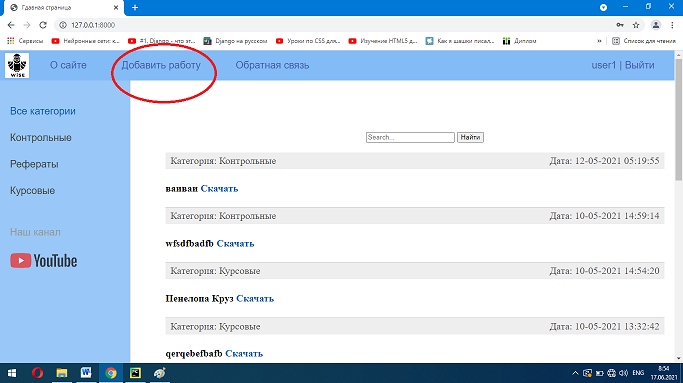 Гдавная страница
127.0.0.1:8000
Сервисы Нейронные сети: к... #1. Django - что эт... Django на русском Уроки по CSS для... Изучение HTML5 д... Как я шашки писал... Диплом » Список для чтения
WISE О сайте Добавить работу Обратная связь user1 | Выйти
Все категории
Контрольные
Рефераты
Курсовые
Наш канал
YouTube
Search... Найти
Категория: Контрольные Дата: 12-05-2021 05:19:55
ванван Скачать
Категория: Контрольные Дата: 10-05-2021 14:59:14
wfsdfbadfb Скачать
Категория: Курсовые Дата: 10-05-2021 14:54:20
Пенелопа Круз Скачать
Категория: Курсовые Дата: 10-05-2021 13:32:42
qerqebefbafb Скачать
ENG 8:54
17.06.2021